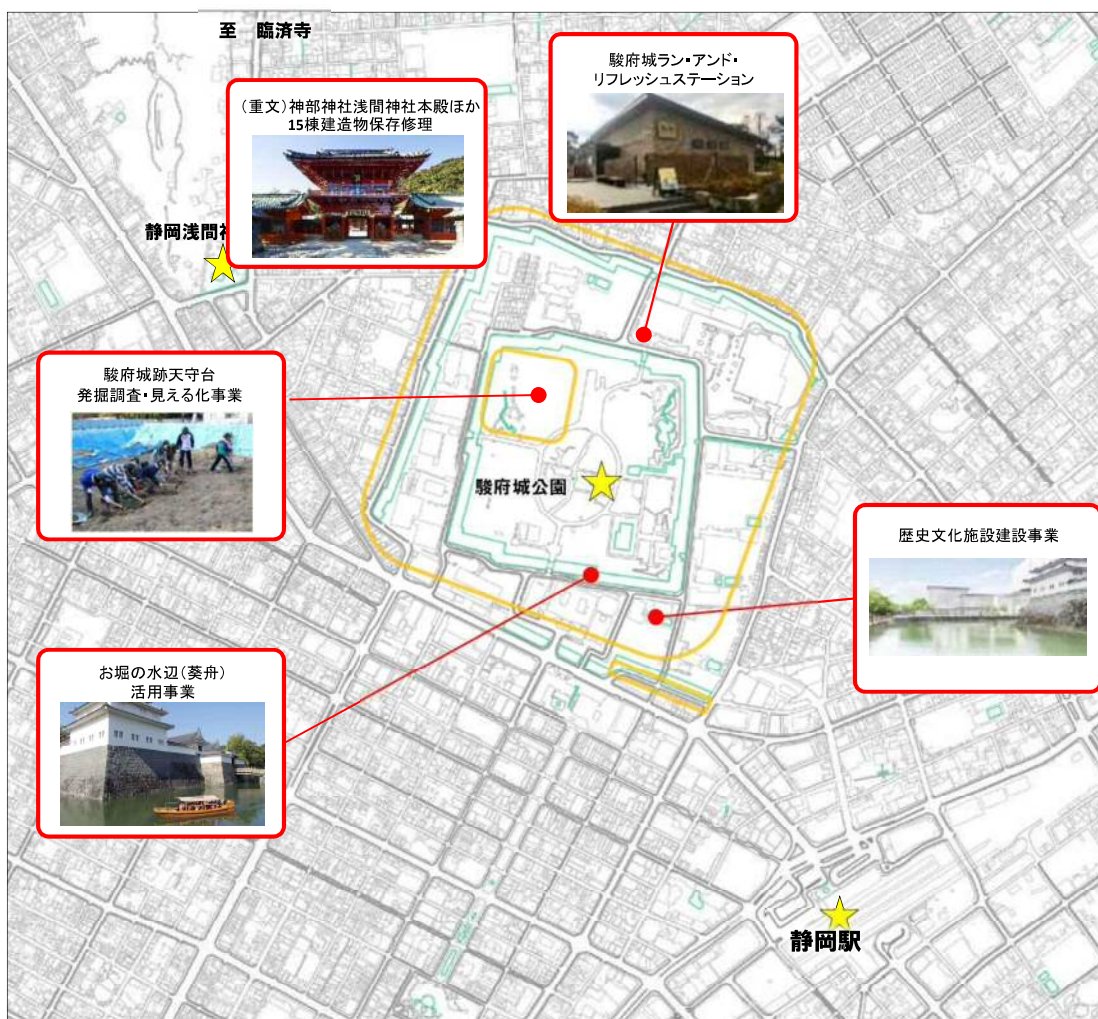 至 臨済寺
駿府城ラン・アンド・
リフレッシュステーション
（重文）神部神社浅間神社本殿ほか
15棟建造物保存修理
静岡浅間
駿府城跡天守台
発掘調査・見える化事業
駿府城公園
歴史文化施設建設事業
お堀の水辺（葵舟）
活用事業
静岡駅